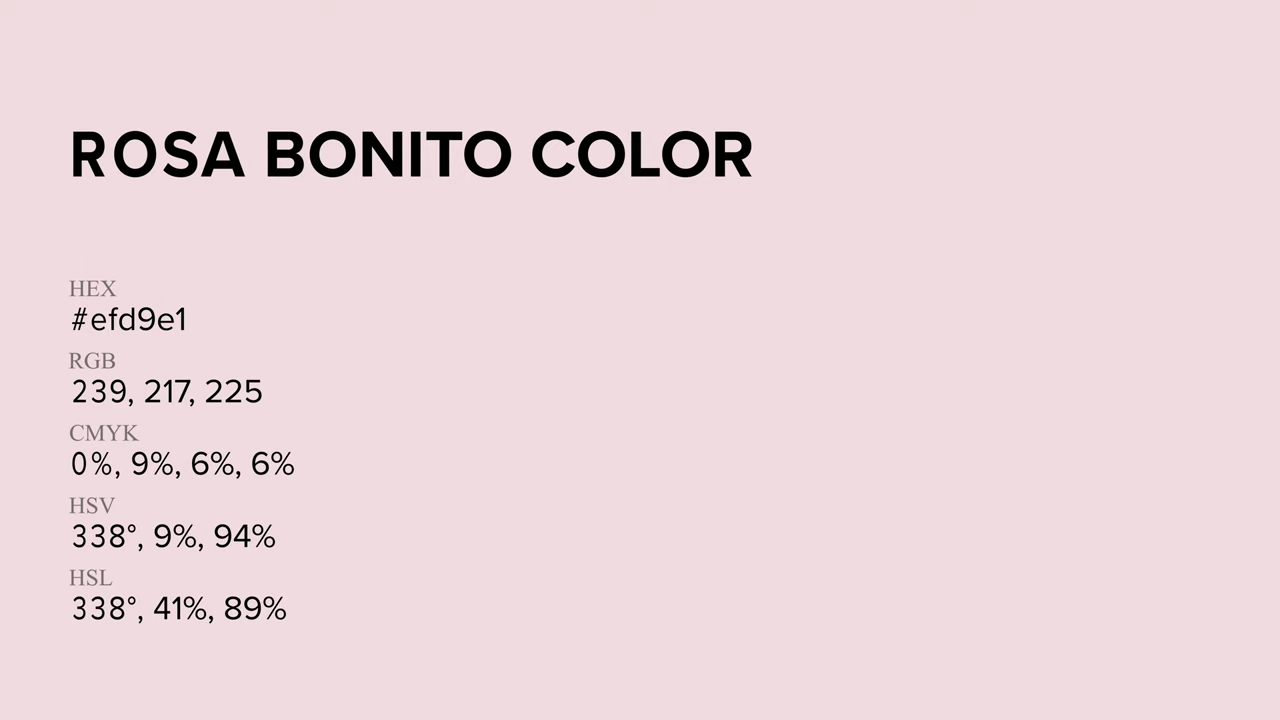 ROSA BONITO COLOR
HEX
#efd9e1
RGB
239, 217, 225
CMYK
0%, 9%, 6%, 6%
HSV
338°, 9%, 94%
HSL
338°, 41%, 89%